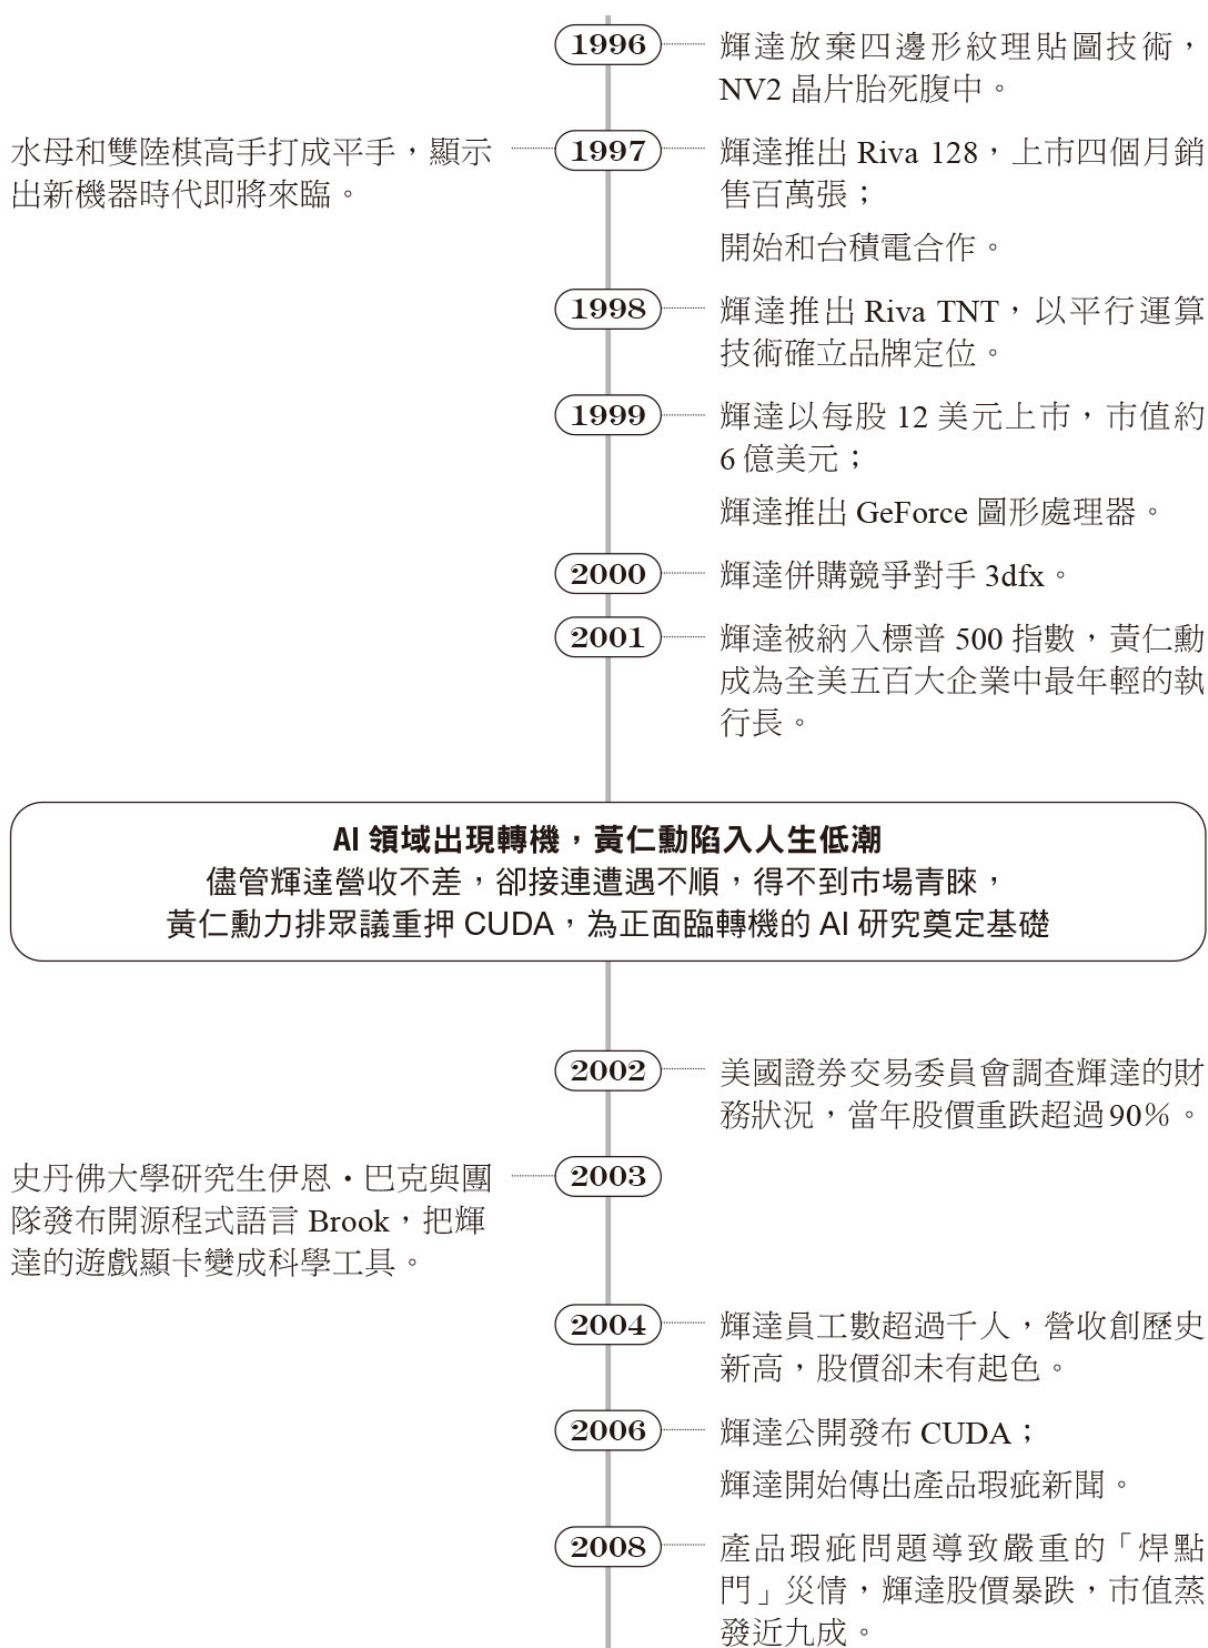 1996
輝達放棄四邊形紋理貼圖技術，
NV2 晶片胎死腹中。
水母和雙陸棋高手打成平手，顯示
出新機器時代即將來臨。
1997
輝達推出 Riva 128，上市四個月銷
售百萬張；
開始和台積電合作。
1998
輝達推出 Riva TNT，以平行運算
技術確立品牌定位。
1999
輝達以每股 12 美元上市，市值約
6 億美元；
輝達推出 GeForce 圖形處理器。
2000
輝達併購競爭對手 3dfx。
2001
輝達被納入標普 500 指數，黃仁勳
成為全美五百大企業中最年輕的執
行長。
AI 領域出現轉機，黃仁勳陷入人生低潮
儘管輝達營收不差，卻接連遭遇不順，得不到市場青睞，
黃仁勳力排眾議重押 CUDA，為正面臨轉機的 AI 研究奠定基礎
2002
美國證券交易委員會調查輝達的財
務狀況，當年股價重跌超過90％。
史丹佛大學研究生伊恩・巴克與團
隊發布開源程式語言 Brook，把輝
達的遊戲顯卡變成科學工具。
2003
2004
輝達員工數超過千人，營收創歷史
新高，股價卻未有起色。
2006
輝達公開發布 CUDA；
輝達開始傳出產品瑕疵新聞。
2008
產品瑕疵問題導致嚴重的「焊點
門」災情，輝達股價暴跌，市值蒸
發近九成。